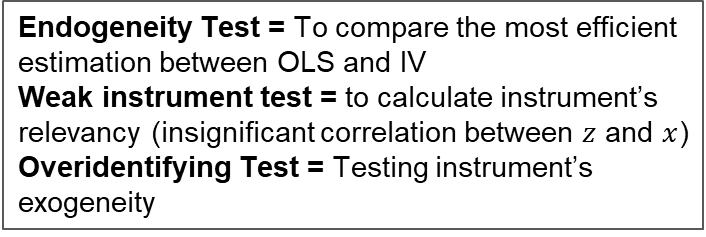 Endogeneity Test = To compare the most efficient
estimation between OLS and IV
Weak instrument test = to calculate instrument's
relevancy (insignificant correlation between z and x)
Overidentifying Test = Testing instrument's
exogeneity